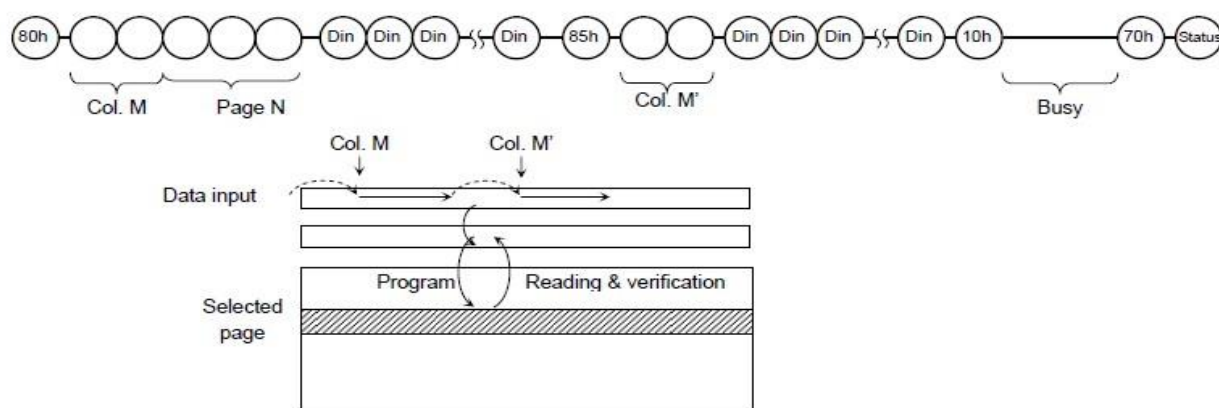 80h Din Din Din Din 85h Din Din Din Din 10h 70h Status
Col. M Page N Col. M' Busy
Col. M Col. M'
Data input
Program Reading & verification
Selected
page